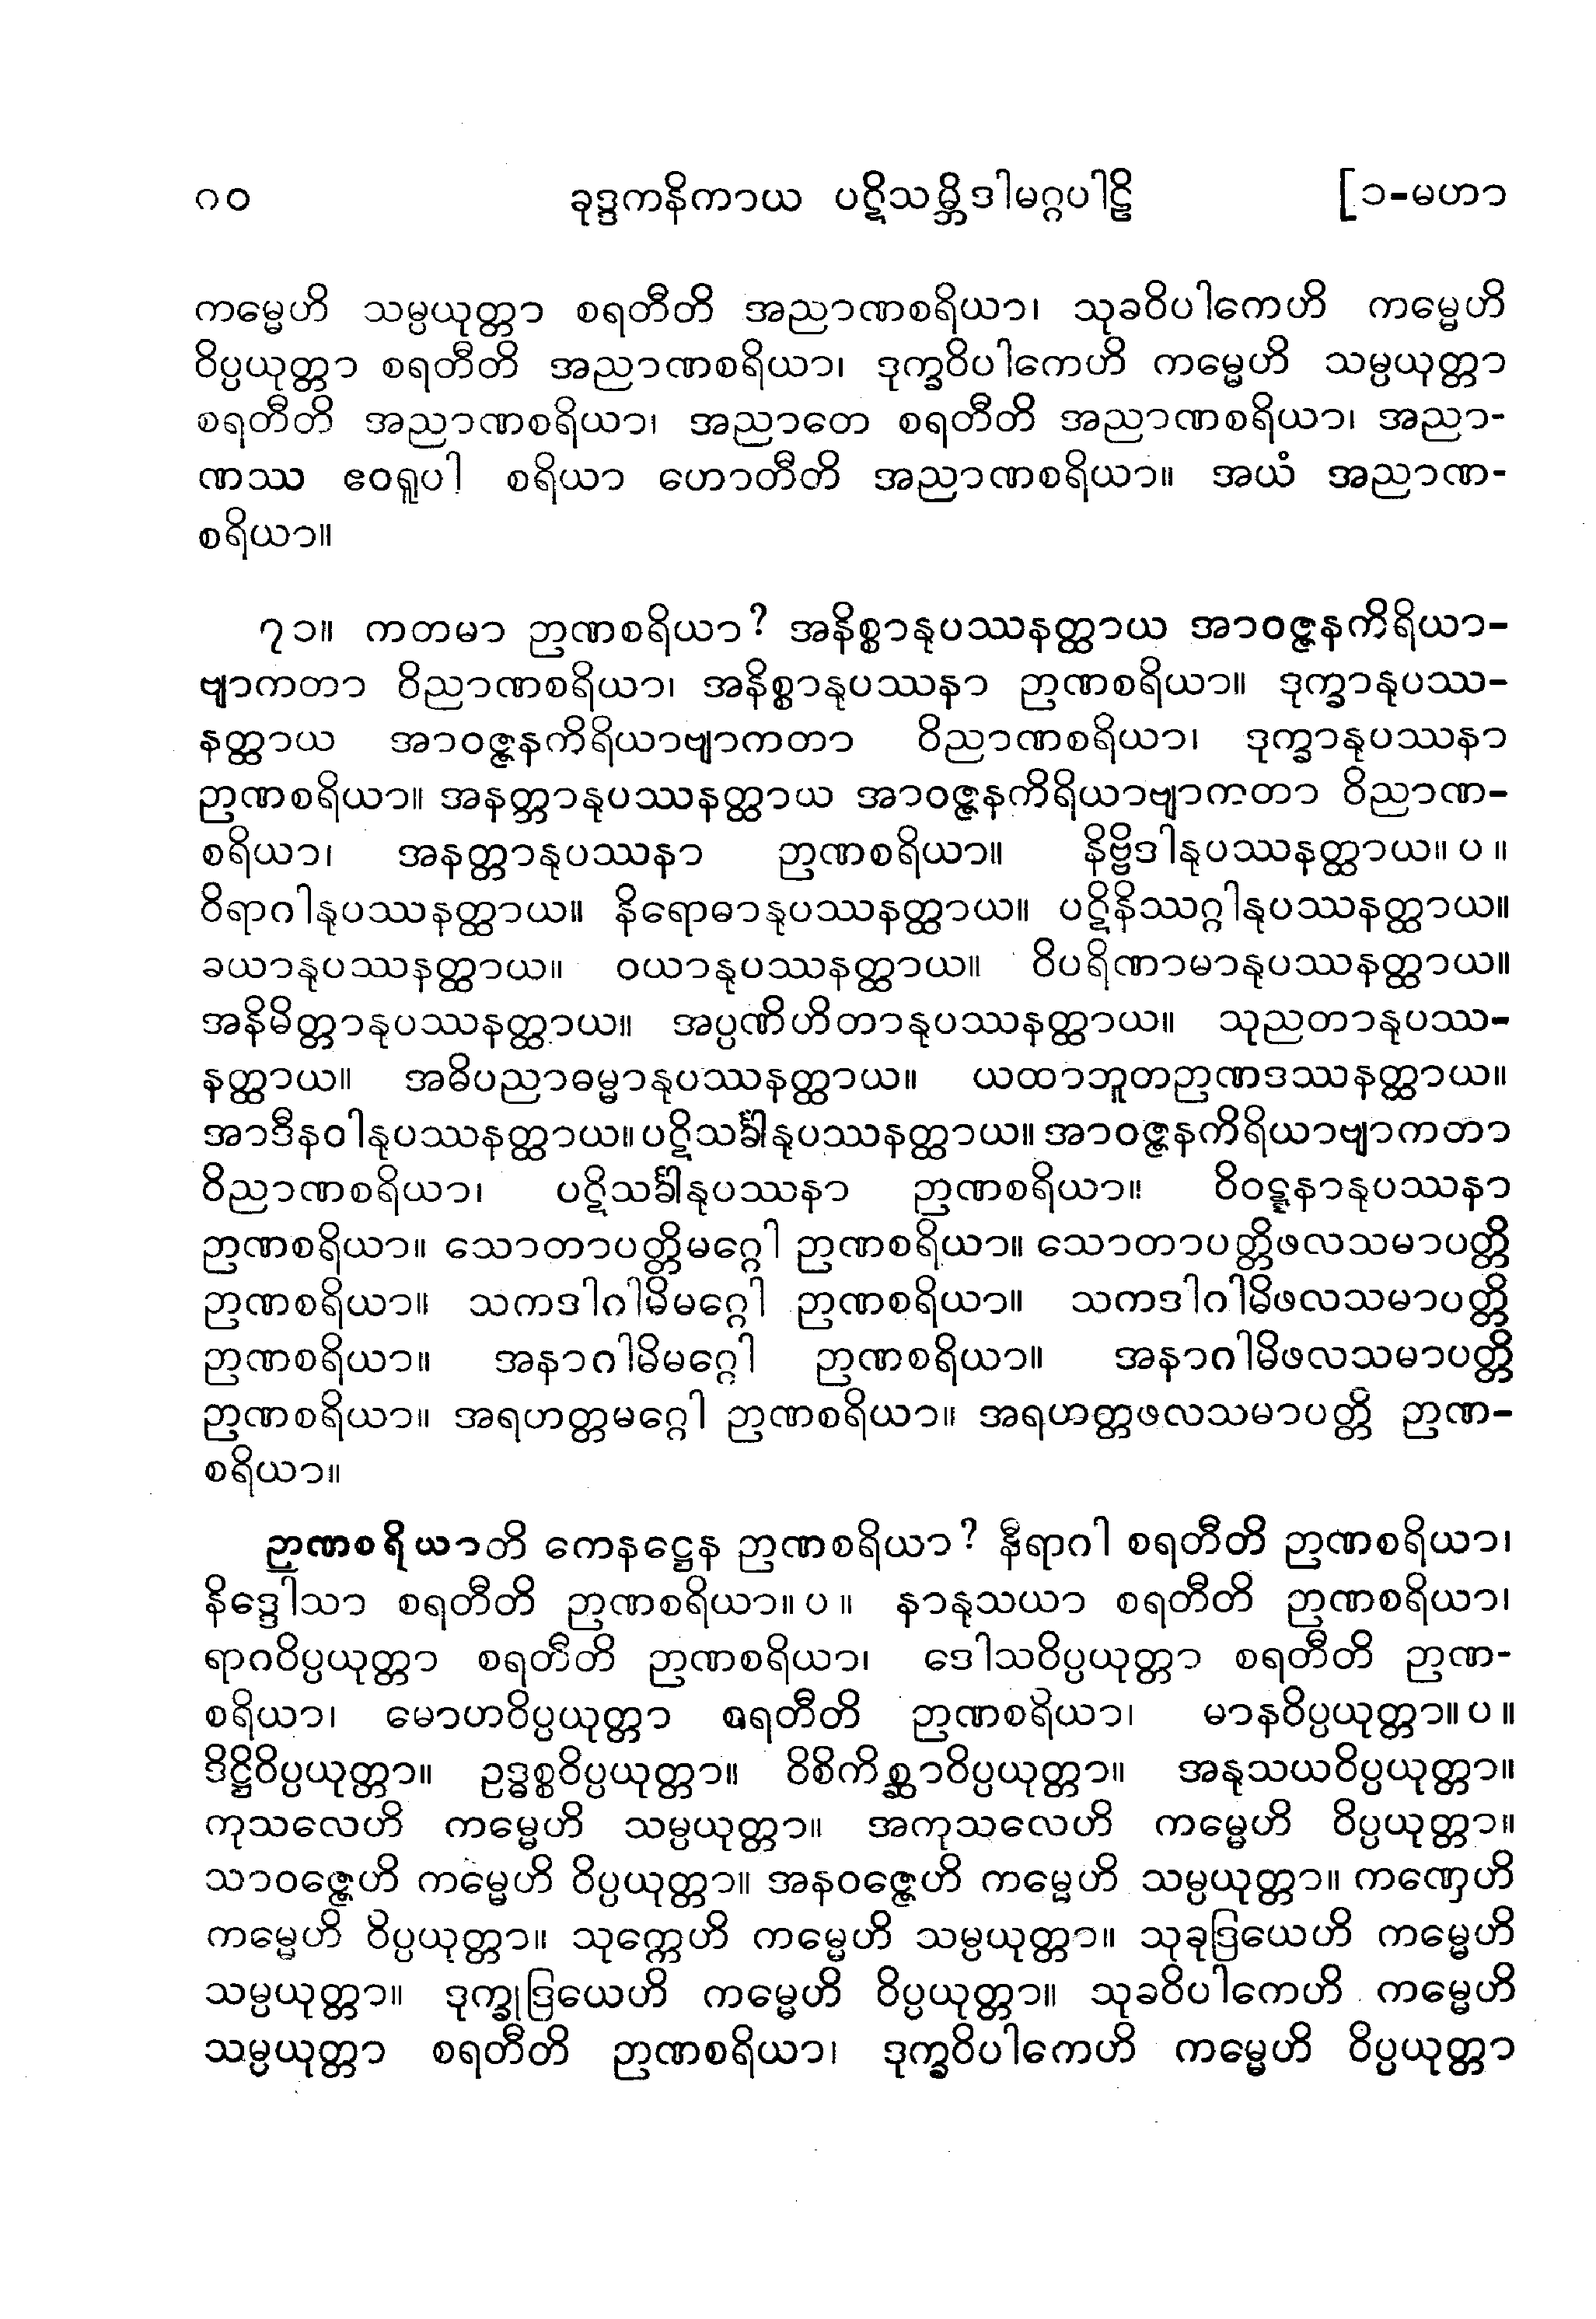 ၈၀ ခုဒ္ဒကနိကာယ ပဋိသမ္ဘိဒါမဂ္ဂပါဠိ [၁-မဟာ
ကမ္မေဟိ သမ္ပယုတ္တာ စရတီတိ အညာဏစရိယာ၊ သုခဝိပါကေဟိ ကမ္မေဟိ
ဝိပ္ပယုတ္တာ စရတီတိ အညာဏစရိယာ၊ ဒုက္ခဝိပါကေဟိ ကမ္မေဟိ သမ္ပယုတ္တာ
စရတီတိ အညာဏစရိယာ၊ အညာတေ စရတီတိ အညာဏစရိယာ၊ အညာ-
ဏဿ ဧဝရူပါ စရိယာ ဟောတီတိ အညာဏစရိယာ။ အယံ အညာဏ-
စရိယာ။
၇၁။ ကတမာ ဉာဏစရိယာ? အနိစ္စာနုပဿနတ္ထာယ အာဝဇ္ဇနကိရိယာ-
ဗျာကတာ ဝိညာဏစရိယာ၊ အနိစ္စာနုပဿနာ ဉာဏစရိယာ။ ဒုက္ခာနုပဿ-
နတ္ထာယ အာဝဇ္ဇနကိရိယာဗျာကတာ ဝိညာဏစရိယာ၊ ဒုက္ခာနုပဿနာ
ဉာဏစရိယာ။ အနတ္တာနုပဿနတ္ထာယ အာဝဇ္ဇနကိရိယာဗျာကတာ ဝိညာဏ-
စရိယာ၊ အနတ္တာနုပဿနာ ဉာဏစရိယာ။ နိဗ္ဗိဒါနုပဿနတ္ထာယ။ ပ ။
ဝိရာဂါနုပဿနတ္ထာယ။ နိရောဓာနုပဿနတ္ထာယ။ ပဋိနိဿဂ္ဂါနုပဿနတ္ထာယ။
ခယာနုပဿနတ္ထာယ။ ဝယာနုပဿနတ္ထာယ။ ဝိပရိဏာမာနုပဿနတ္ထာယ။
အနိမိတ္တာနုပဿနတ္ထာယ။ အပ္ပဏိဟိတာနုပဿနတ္ထာယ။ သုညတာနုပဿ-
နတ္ထာယ။ အဓိပညာဓမ္မာနုပဿနတ္ထာယ။ ယထာဘူတဉာဏဒဿနတ္ထာယ။
အာဒီနဝါနုပဿနတ္ထာယ။ ပဋိသင်္ခါနုပဿနတ္ထာယ။ အာဝဇ္ဇနကိရိယာဗျာကတာ
ဝိညာဏစရိယာ၊ ပဋိသင်္ခါနုပဿနာ ဉာဏစရိယာ။ ဝိဝဋ္ဋနာနုပဿနာ
ဉာဏစရိယာ။ သောတာပတ္တိမဂ္ဂေါ ဉာဏစရိယာ။ သောတာပတ္တိဖလသမာပတ္တိ
ဉာဏစရိယာ။ သကဒါဂါမိမဂ္ဂေါ ဉာဏစရိယာ။ သကဒါဂါမိဖလသမာပတ္တိ
ဉာဏစရိယာ။ အနာဂါမိမဂ္ဂေါ ဉာဏစရိယာ။ အနာဂါမိဖလသမာပတ္တိ
ဉာဏစရိယာ။ အရဟတ္တမဂ္ဂေါ ဉာဏစရိယာ။ အရဟတ္တဖလသမာပတ္တိ ဉာဏ-
စရိယာ။
ဉာဏစရိယာတိ ကေနဋ္ဌေန ဉာဏစရိယာ? နီရာဂါ စရတီတိ ဉာဏစရိယာ၊
နိဒ္ဒေါသာ စရတီတိ ဉာဏစရိယာ။ ပ ။ နာနုသယာ စရတီတိ ဉာဏစရိယာ၊
ရာဂဝိပ္ပယုတ္တာ စရတီတိ ဉာဏစရိယာ၊ ဒေါသဝိပ္ပယုတ္တာ စရတီတိ ဉာဏ-
စရိယာ၊ မောဟဝိပ္ပယုတ္တာ စရတီတိ ဉာဏစရိယာ၊ မာနဝိပ္ပယုတ္တာ။ ပ ။
ဒိဋ္ဌိဝိပ္ပယုတ္တာ။ ဥဒ္ဓစ္စဝိပ္ပယုတ္တာ။ ဝိစိကိစ္ဆာဝိပ္ပယုတ္တာ။ အနုသယဝိပ္ပယုတ္တာ။
ကုသလေဟိ ကမ္မေဟိ သမ္ပယုတ္တာ။ အကုသလေဟိ ကမ္မေဟိ ဝိပ္ပယုတ္တာ။
သာဝဇ္ဇေဟိ ကမ္မေဟိ ဝိပ္ပယုတ္တာ။ အနဝဇ္ဇေဟိ ကမ္မေဟိ သမ္ပယုတ္တာ။ ကဏှေဟိ
ကမ္မေဟိ ဝိပ္ပယုတ္တာ။ သုက္ကေဟိ ကမ္မေဟိ သမ္ပယုတ္တာ။ သုခုဒြယေဟိ ကမ္မေဟိ
သမ္ပယုတ္တာ။ ဒုက္ခုဒြယေဟိ ကမ္မေဟိ ဝိပ္ပယုတ္တာ။ သုခဝိပါကေဟိ ကမ္မေဟိ
သမ္ပယုတ္တာ စရတီတိ ဉာဏစရိယာ၊ ဒုက္ခဝိပါကေဟိ ကမ္မေဟိ ဝိပ္ပယုတ္တာ